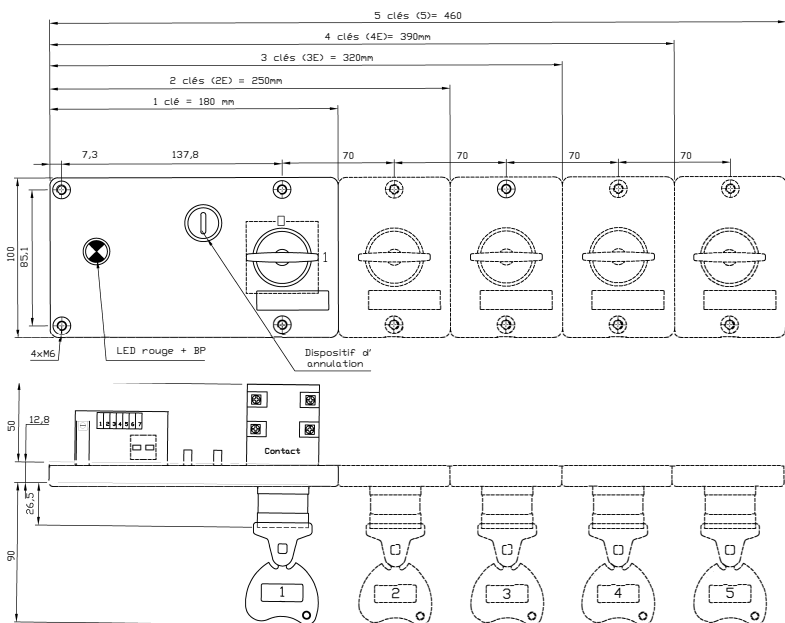 5 clés (5)= 460
4 clés (4E)= 390mm
3 clés (3E) = 320mm
2 clés (2E) = 250mm
1 clé = 180 mm
7,3
137,8
70
70
70
70
100
85,1
1
4xM6
LED rouge + BP
Dispositif d'
annulation
50
12,8
1 2 3 4 5 6 7
Contact
26,5
90
1
2
3
4
5